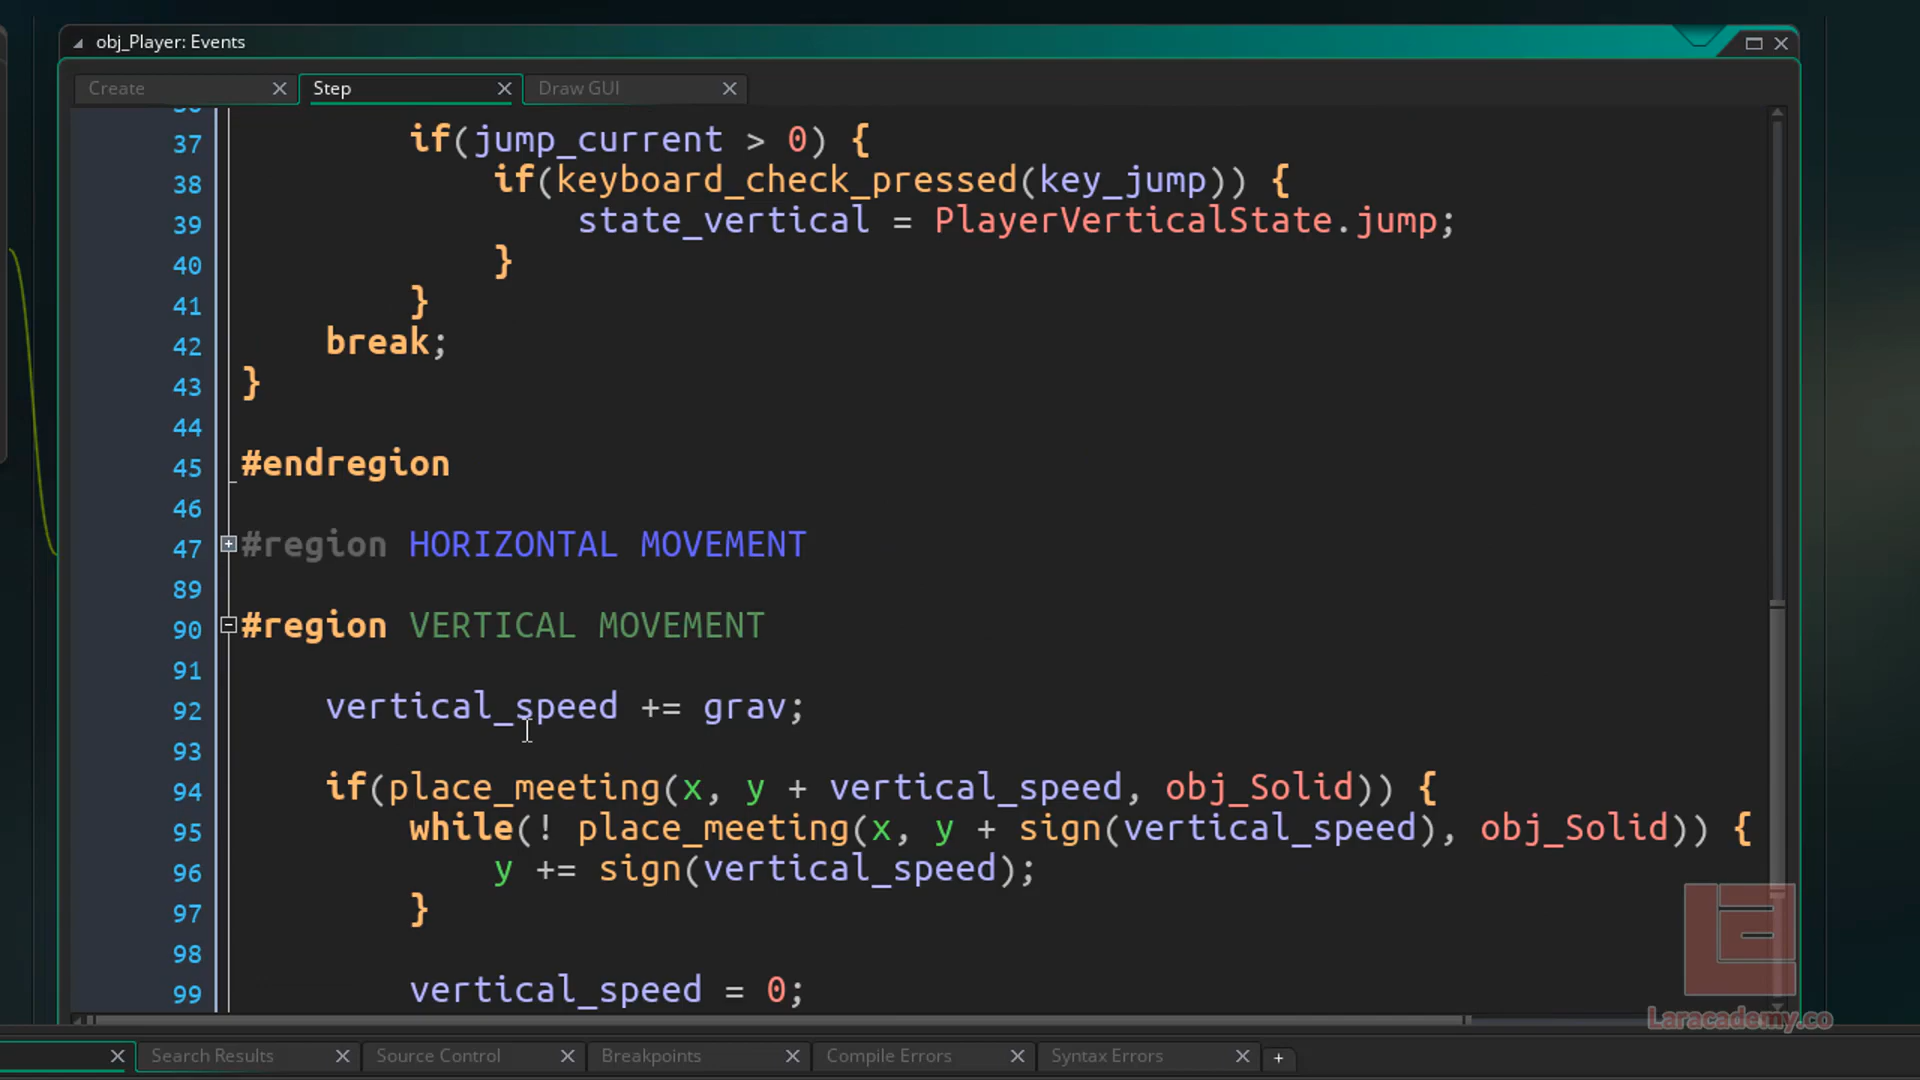 obj_Player: Events
Create Step Draw GUI
37 if(jump_current > 0) {
38 if(keyboard_check_pressed(key_jump)) {
39 state_vertical = PlayerVerticalState.jump;
40 }
41 }
42 break;
43 }
44
45 #endregion
46
47 #region HORIZONTAL MOVEMENT
89
90 #region VERTICAL MOVEMENT
91
92 vertical_speed += grav;
93
94 if(place_meeting(x, y + vertical_speed, obj_Solid)) {
95 while(! place_meeting(x, y + sign(vertical_speed), obj_Solid)) {
96 y += sign(vertical_speed);
97 }
98
99 vertical_speed = 0;
Laracademy.co
Search Results Source Control Breakpoints Compile Errors Syntax Errors +